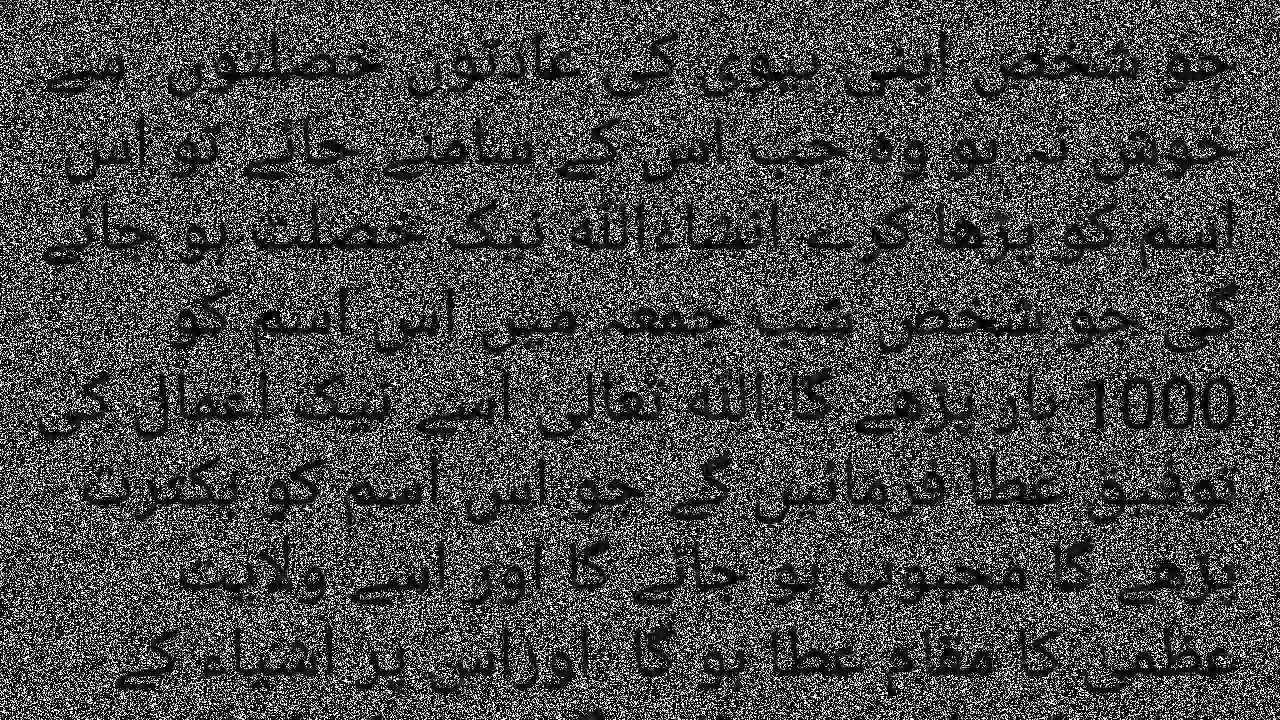 جو شخص اپنی بیوی کی عادتوں خصلتوں سے
خوش نہ ہو وہ جب اس کے سامنے جائے تو اس
اسم کو پڑھا کرے انشاءاللہ نیک خصلت ہو جائے
گی جو شخص شب جمعہ میں اس اسم کو
1000 بار پڑھے گا اللہ تعالی اسے نیک اعمال کی
توفیق عطا فرمائیں گے جو اس اسم کو بکثرت
پڑھے گا محبوب ہو جائے گا اور اسے ولایت
عظمی کا مقام عطا ہو گا اوراس پر اشیاء کے